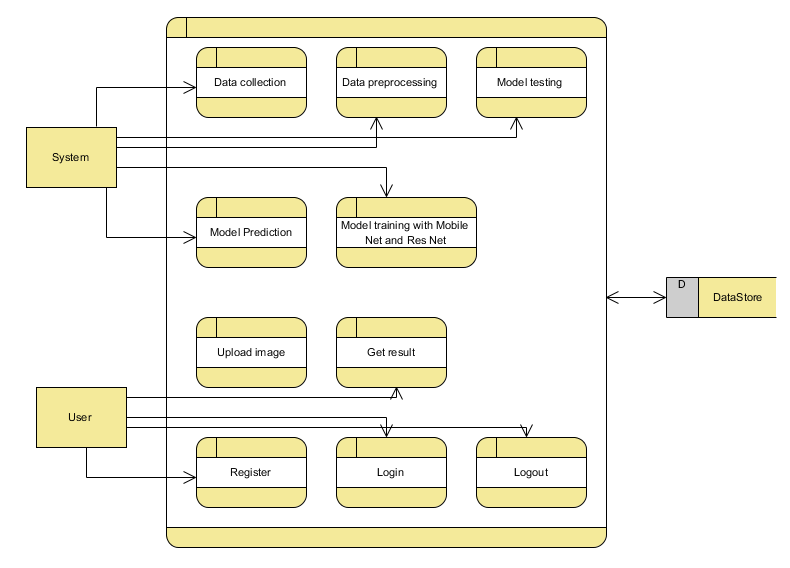 Data collection
Data preprocessing
Model testing
System
Model Prediction
Model training with Mobile
Net and Res Net
D
DataStore
Upload image
Get result
User
Register
Login
Logout